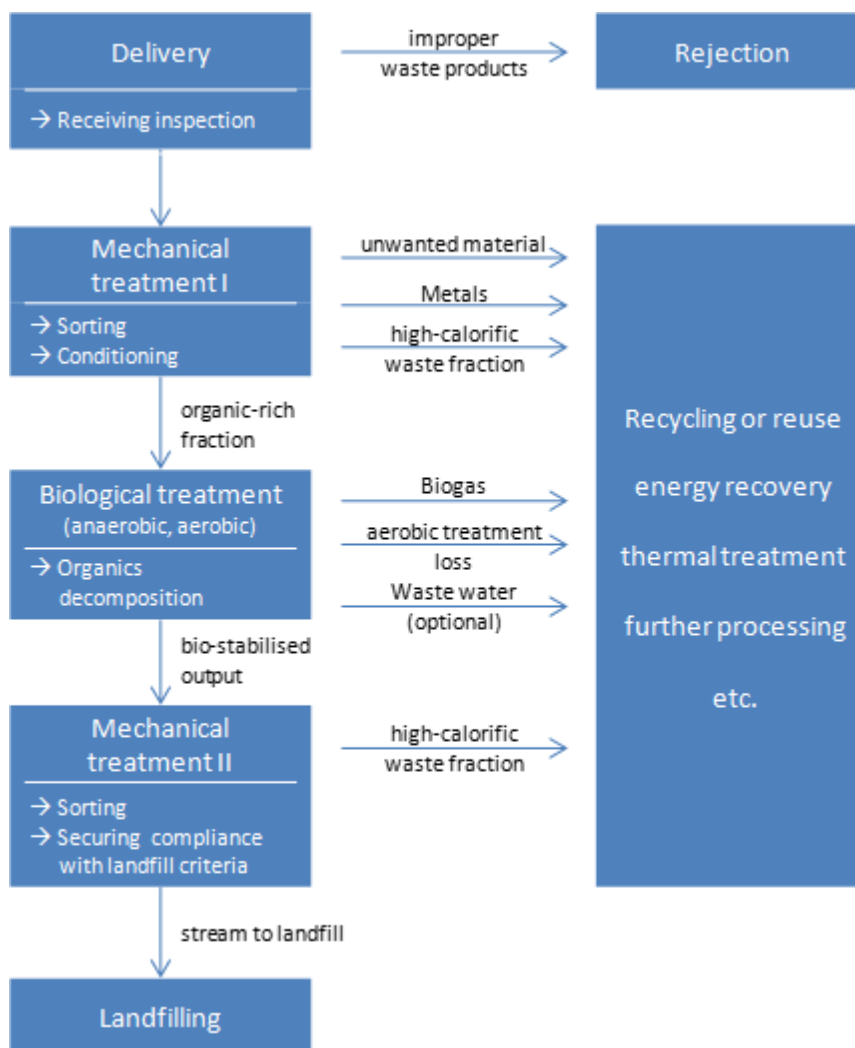 Delivery
→ Receiving inspection
improper
waste products
Rejection
Mechanical
treatment I
→ Sorting
→ Conditioning
unwanted material
Metals
high-calorific
waste fraction
organic-rich
fraction
Biological treatment
(anaerobic, aerobic)
→ Organics
decomposition
Biogas
aerobic treatment
loss
Waste water
(optional)
bio-stabilised
output
Mechanical
treatment II
→ Sorting
→ Securing compliance
with landfill criteria
high-calorific
waste fraction
Recycling or reuse
energy recovery
thermal treatment
further processing
etc.
stream to landfill
Landfilling